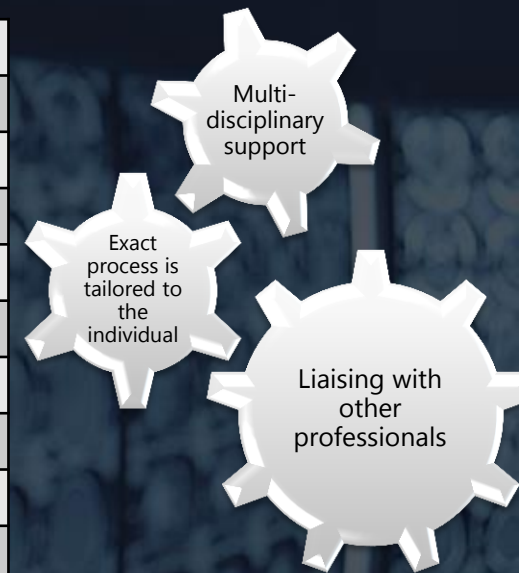 Multi-
disciplinary
support
Exact
process is
tailored to
the
individual
Liaising with
other
professionals